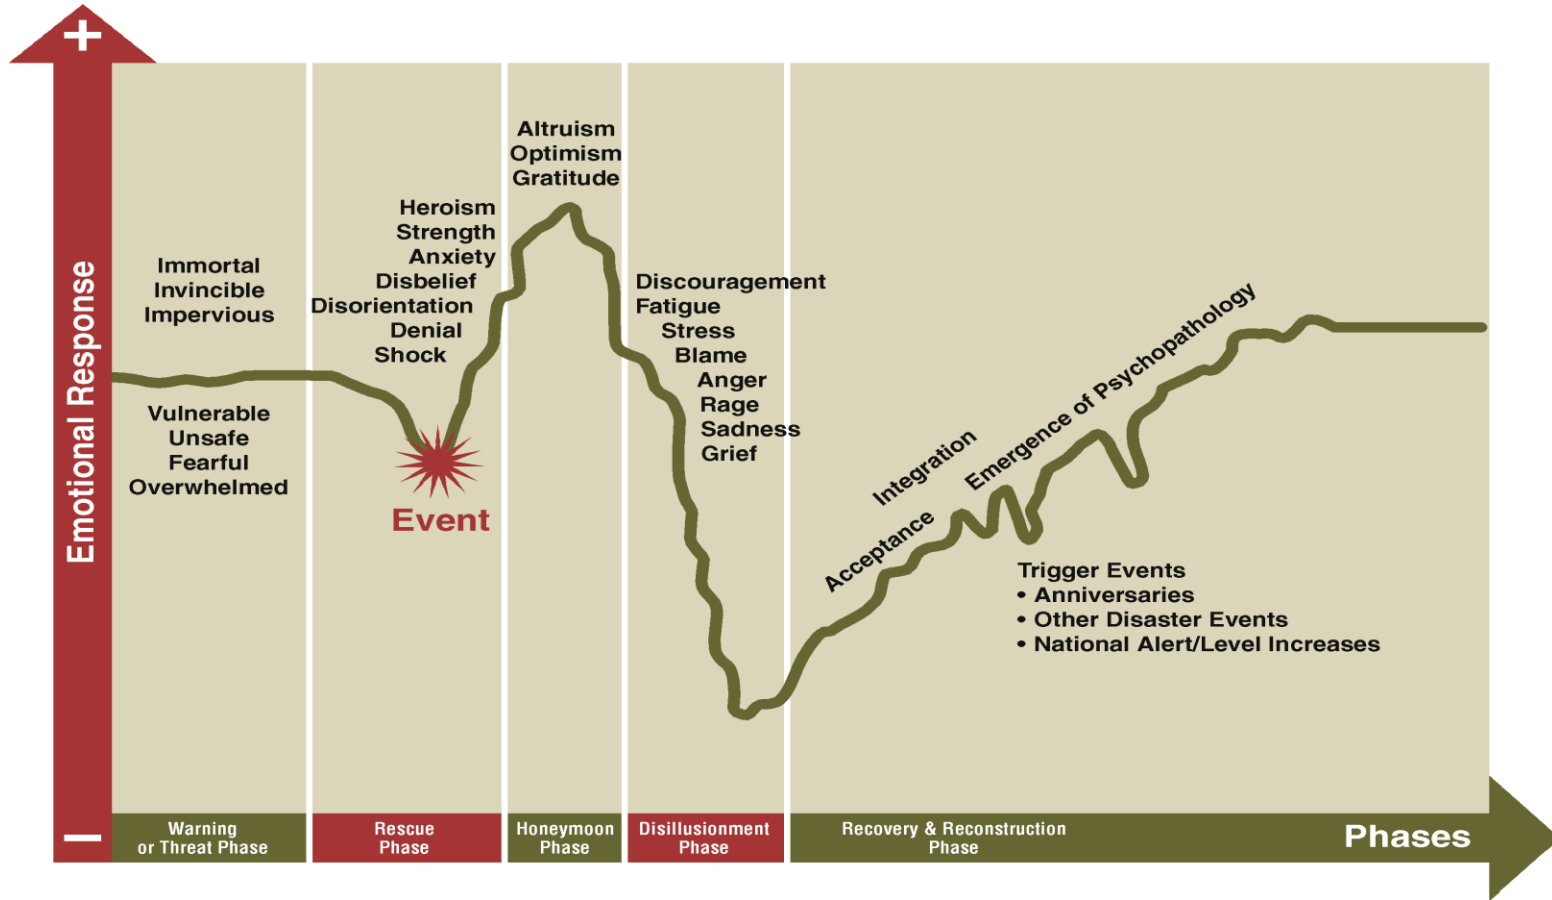 +
Emotional Response
−
Immortal
Invincible
Impervious
Vulnerable
Unsafe
Fearful
Overwhelmed
Heroism
Strength
Anxiety
Disbelief
Disorientation
Denial
Shock
Event
Altruism
Optimism
Gratitude
Discouragement
Fatigue
Stress
Blame
Anger
Rage
Sadness
Grief
Acceptance
Integration
Emergence of Psychopathology
Trigger Events
• Anniversaries
• Other Disaster Events
• National Alert/Level Increases
Warning
or Threat Phase
Rescue
Phase
Honeymoon
Phase
Disillusionment
Phase
Recovery & Reconstruction
Phase
Phases